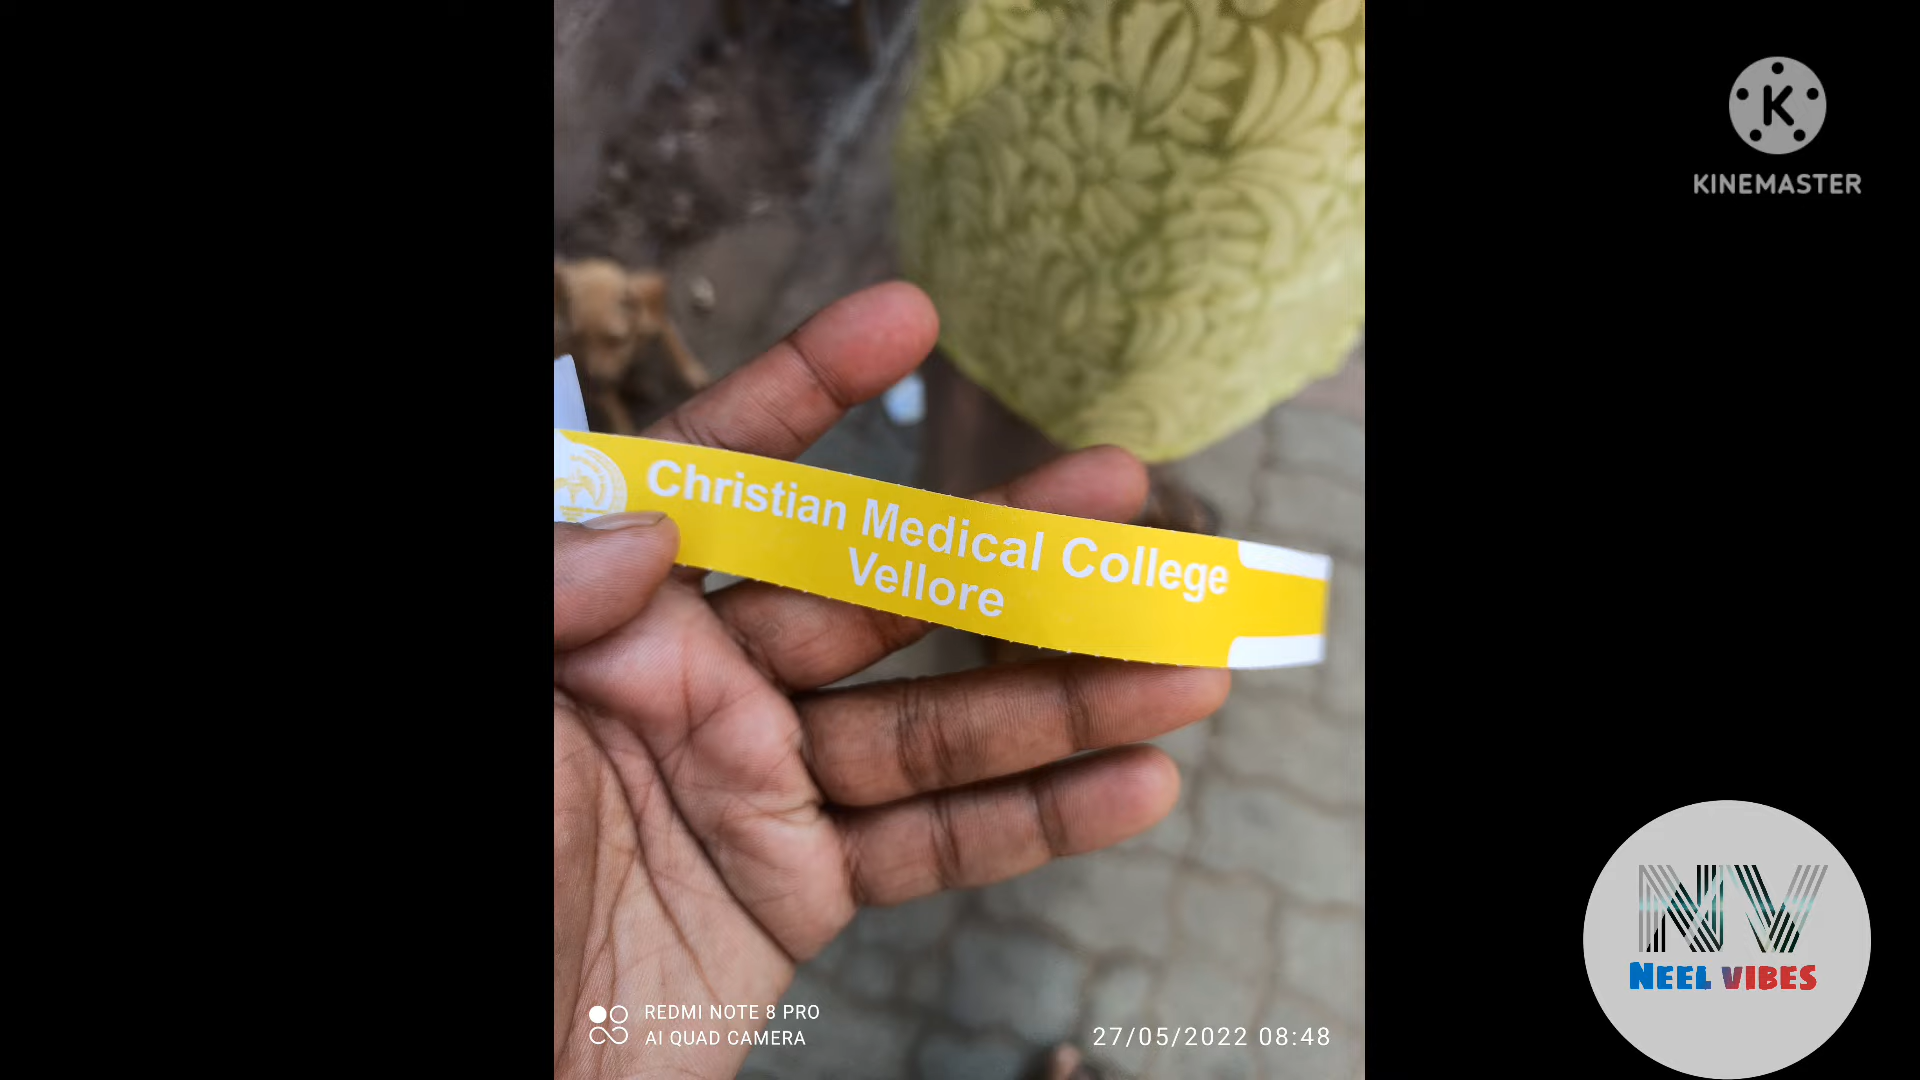 K
KINEMASTER
Christian Medical College
Vellore
NV
NEEL VIBES
REDMI NOTE 8 PRO
AI QUAD CAMERA
27/05/2022 08:48